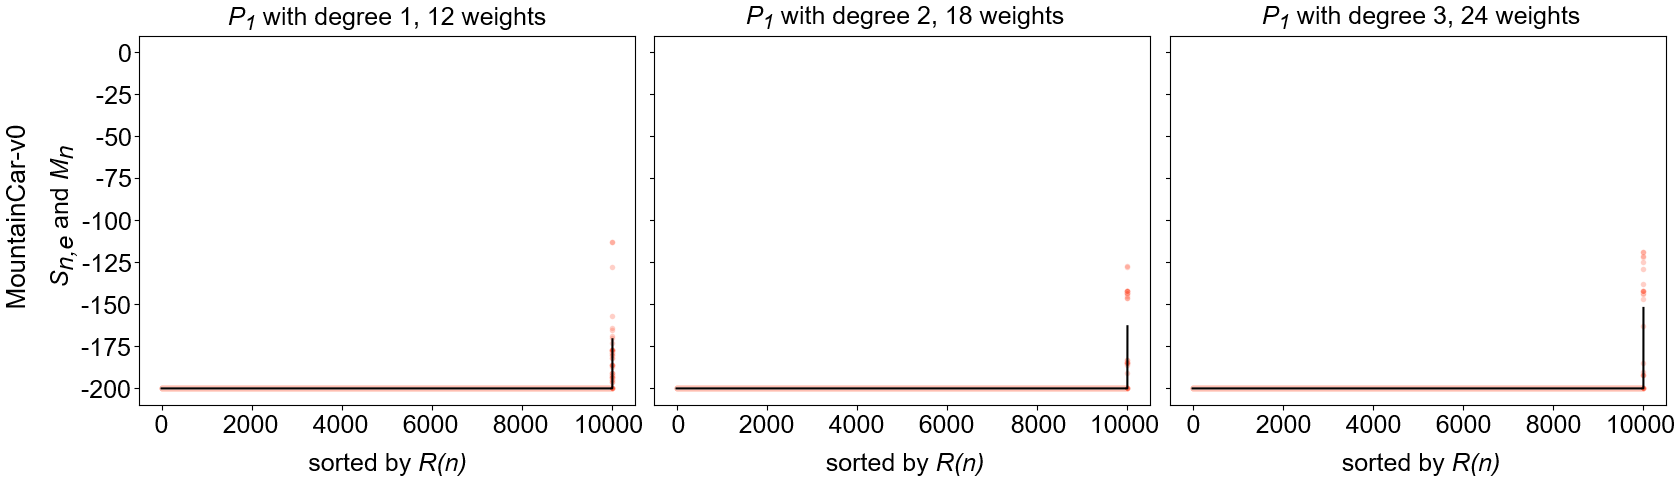 P1 with degree 1, 12 weights
P1 with degree 2, 18 weights
P1 with degree 3, 24 weights
MountainCar-v0
Sn,e and Mn
0
-25
-50
-75
-100
-125
-150
-175
-200
0 2000 4000 6000 8000 10000
0 2000 4000 6000 8000 10000
0 2000 4000 6000 8000 10000
sorted by R(n)
sorted by R(n)
sorted by R(n)